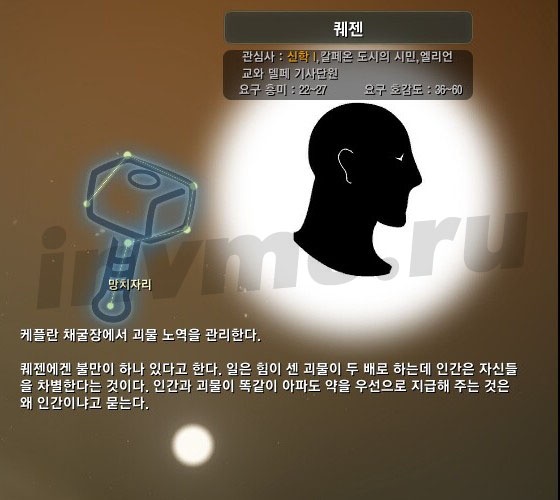 퀘젠
관심사 : 신학 I,칼페온 도시의 시민,엘리언
교와 델페 기사단원
요구 흥미 : 22~27 요구 호감도 : 36~60
망치자리
케플란 채굴장에서 괴물 노역을 관리한다.
퀘젠에겐 불만이 하나 있다고 한다. 일은 힘이 센 괴물이 두 배로 하는데 인간은 자신들
을 차별한다는 것이다. 인간과 괴물이 똑같이 아파도 약을 우선으로 지급해 주는 것은
왜 인간이냐고 묻는다.